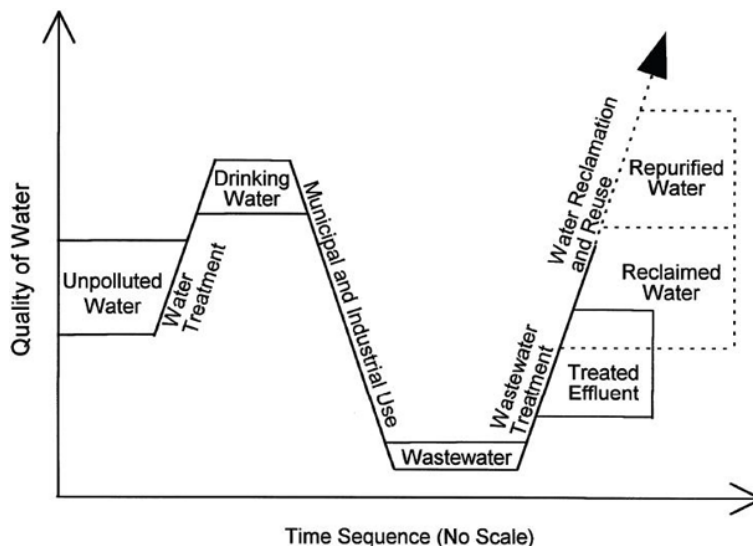 Quality of Water
Unpolluted
Water
Water
Treatment
Drinking
Water
Municipal and Industrial Use
Wastewater
Wastewater
Treatment
Water Reclamation
and Reuse
Repurified
Water
Reclaimed
Water
Treated
Effluent
Time Sequence (No Scale)